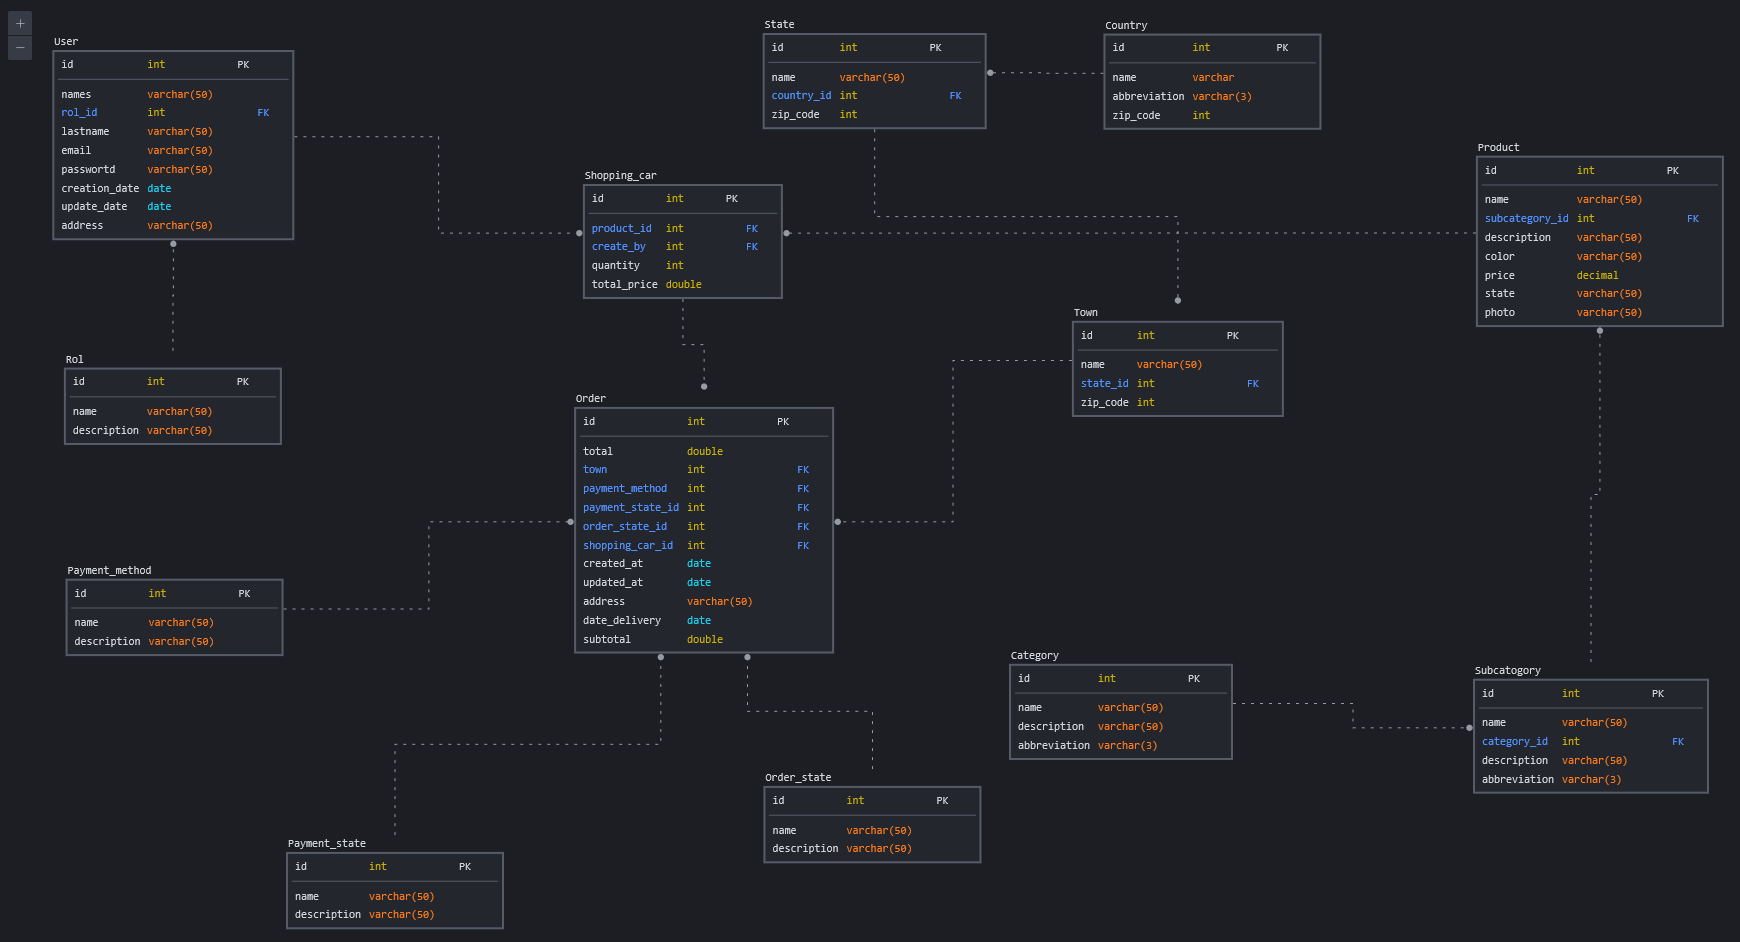 +
−
User
id int PK
names varchar(50)
rol_id int FK
lastname varchar(50)
email varchar(50)
passwortd varchar(50)
creation_date date
update_date date
address varchar(50)
State
id int PK
name varchar(50)
country_id int FK
zip_code int
Country
id int PK
name varchar
abbreviation varchar(3)
zip_code int
Product
id int PK
name varchar(50)
subcategory_id int FK
description varchar(50)
color varchar(50)
price decimal
state varchar(50)
photo varchar(50)
Shopping_car
id int PK
product_id int FK
create_by int FK
quantity int
total_price double
Town
id int PK
name varchar(50)
state_id int FK
zip_code int
Rol
id int PK
name varchar(50)
description varchar(50)
Order
id int PK
total double
town int FK
payment_method int FK
payment_state_id int FK
order_state_id int FK
shopping_car_id int FK
created_at date
updated_at date
address varchar(50)
date_delivery date
subtotal double
Payment_method
id int PK
name varchar(50)
description varchar(50)
Category
id int PK
name varchar(50)
description varchar(50)
abbreviation varchar(3)
Subcatogory
id int PK
name varchar(50)
category_id int FK
description varchar(50)
abbreviation varchar(3)
Order_state
id int PK
name varchar(50)
description varchar(50)
Payment_state
id int PK
name varchar(50)
description varchar(50)